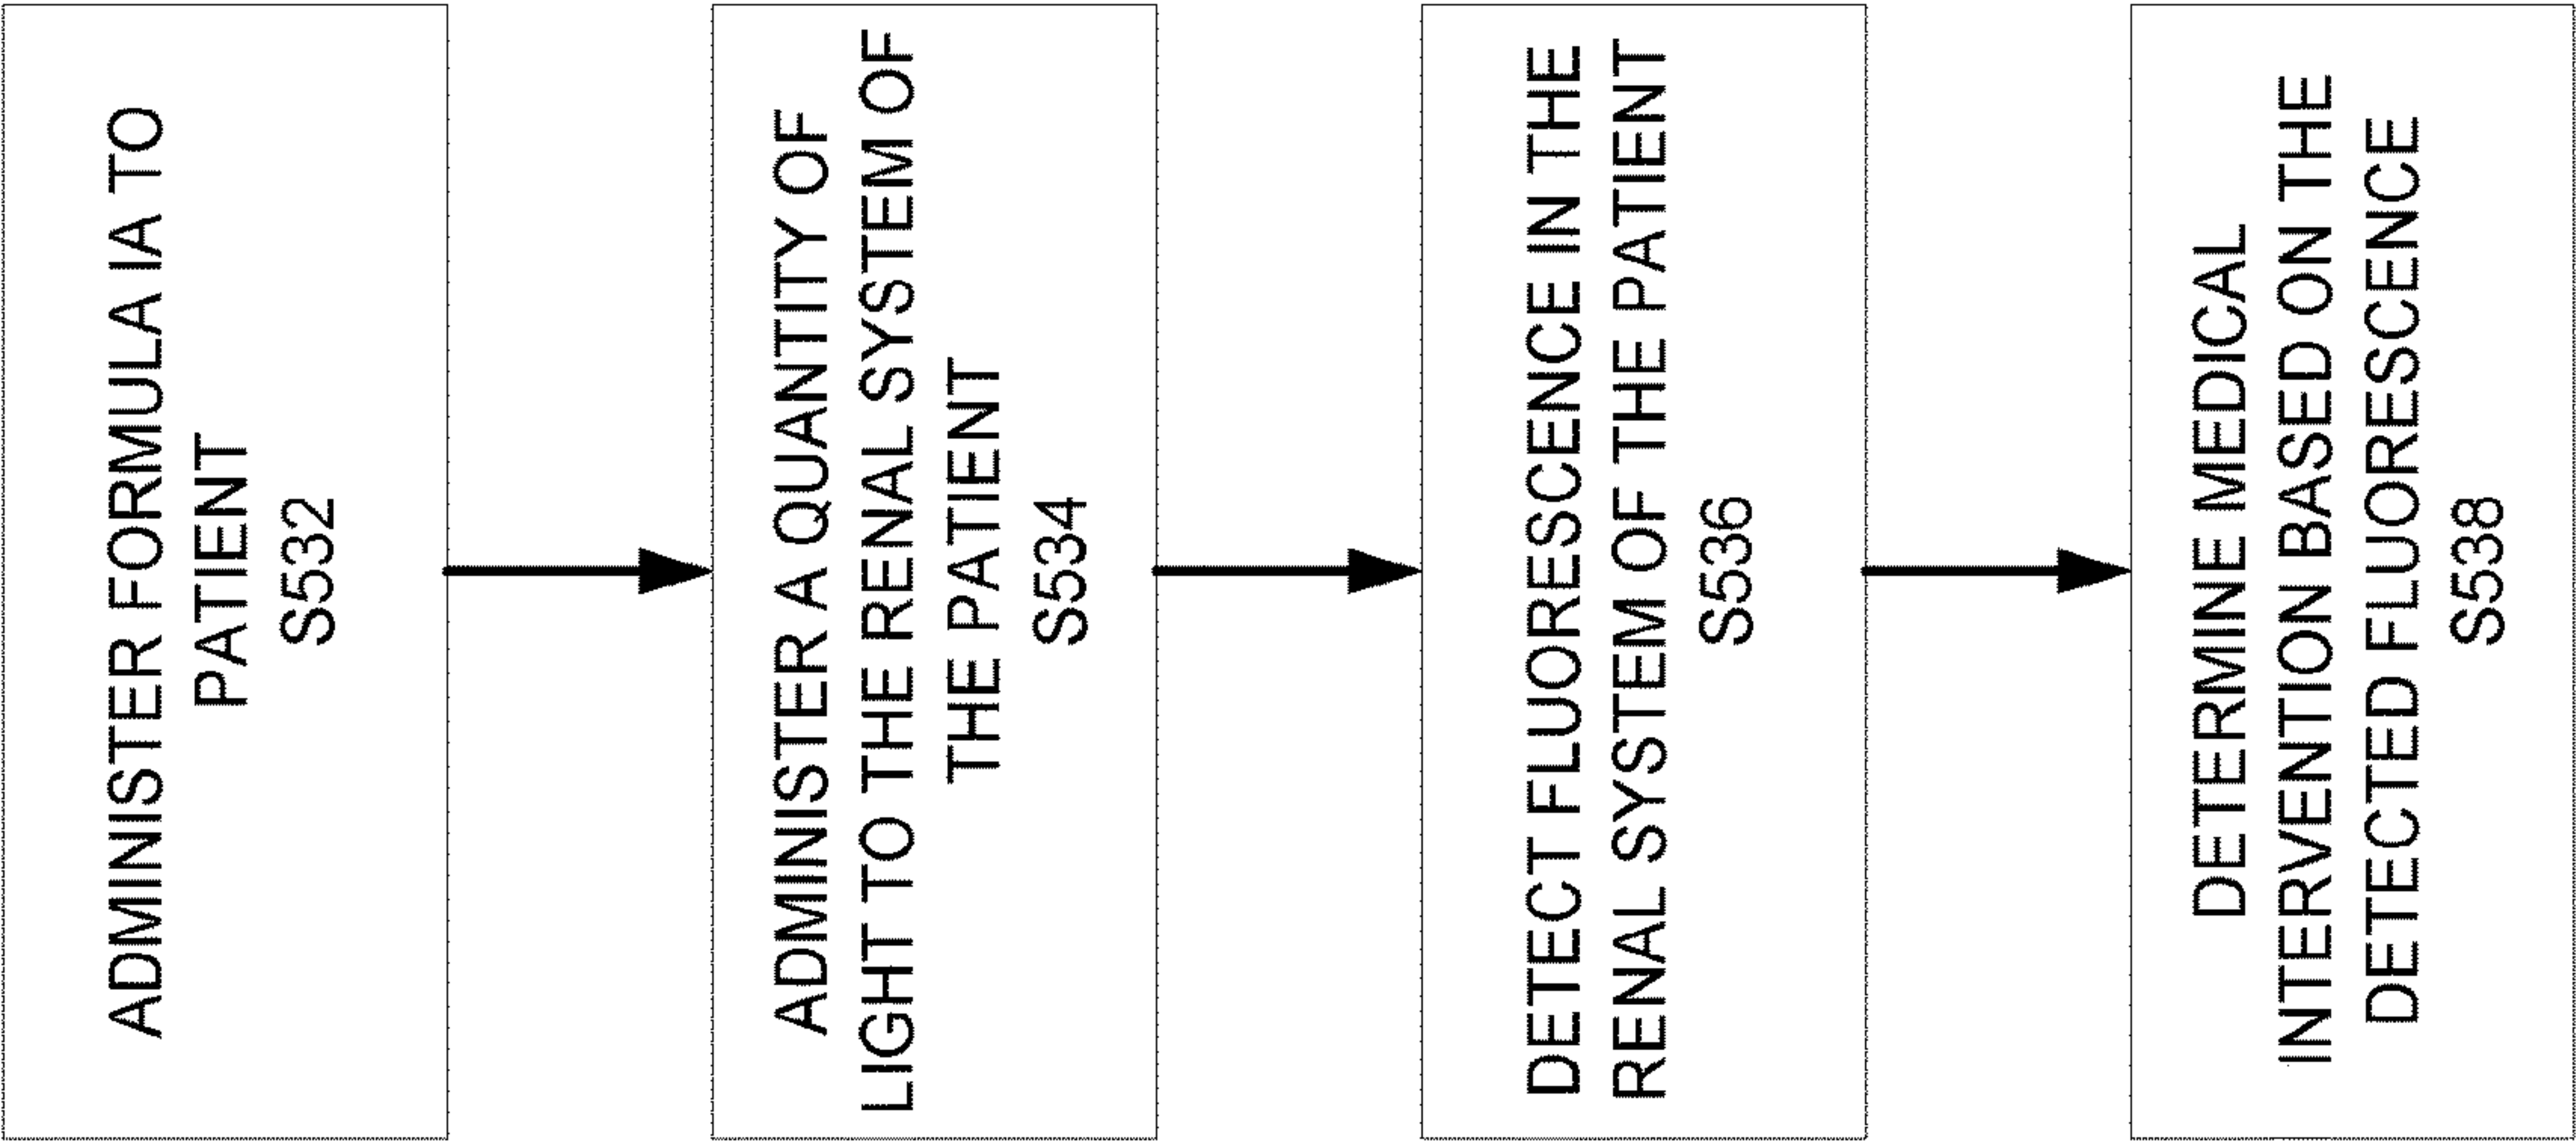 ADMINISTER FORMULA IA TO
PATIENT
S532
ADMINISTER A QUANTITY OF
LIGHT TO THE RENAL SYSTEM OF
THE PATIENT
S534
DETECT FLUORESCENCE IN THE
RENAL SYSTEM OF THE PATIENT
S536
DETERMINE MEDICAL
INTERVENTION BASED ON THE
DETECTED FLUORESCENCE
S538